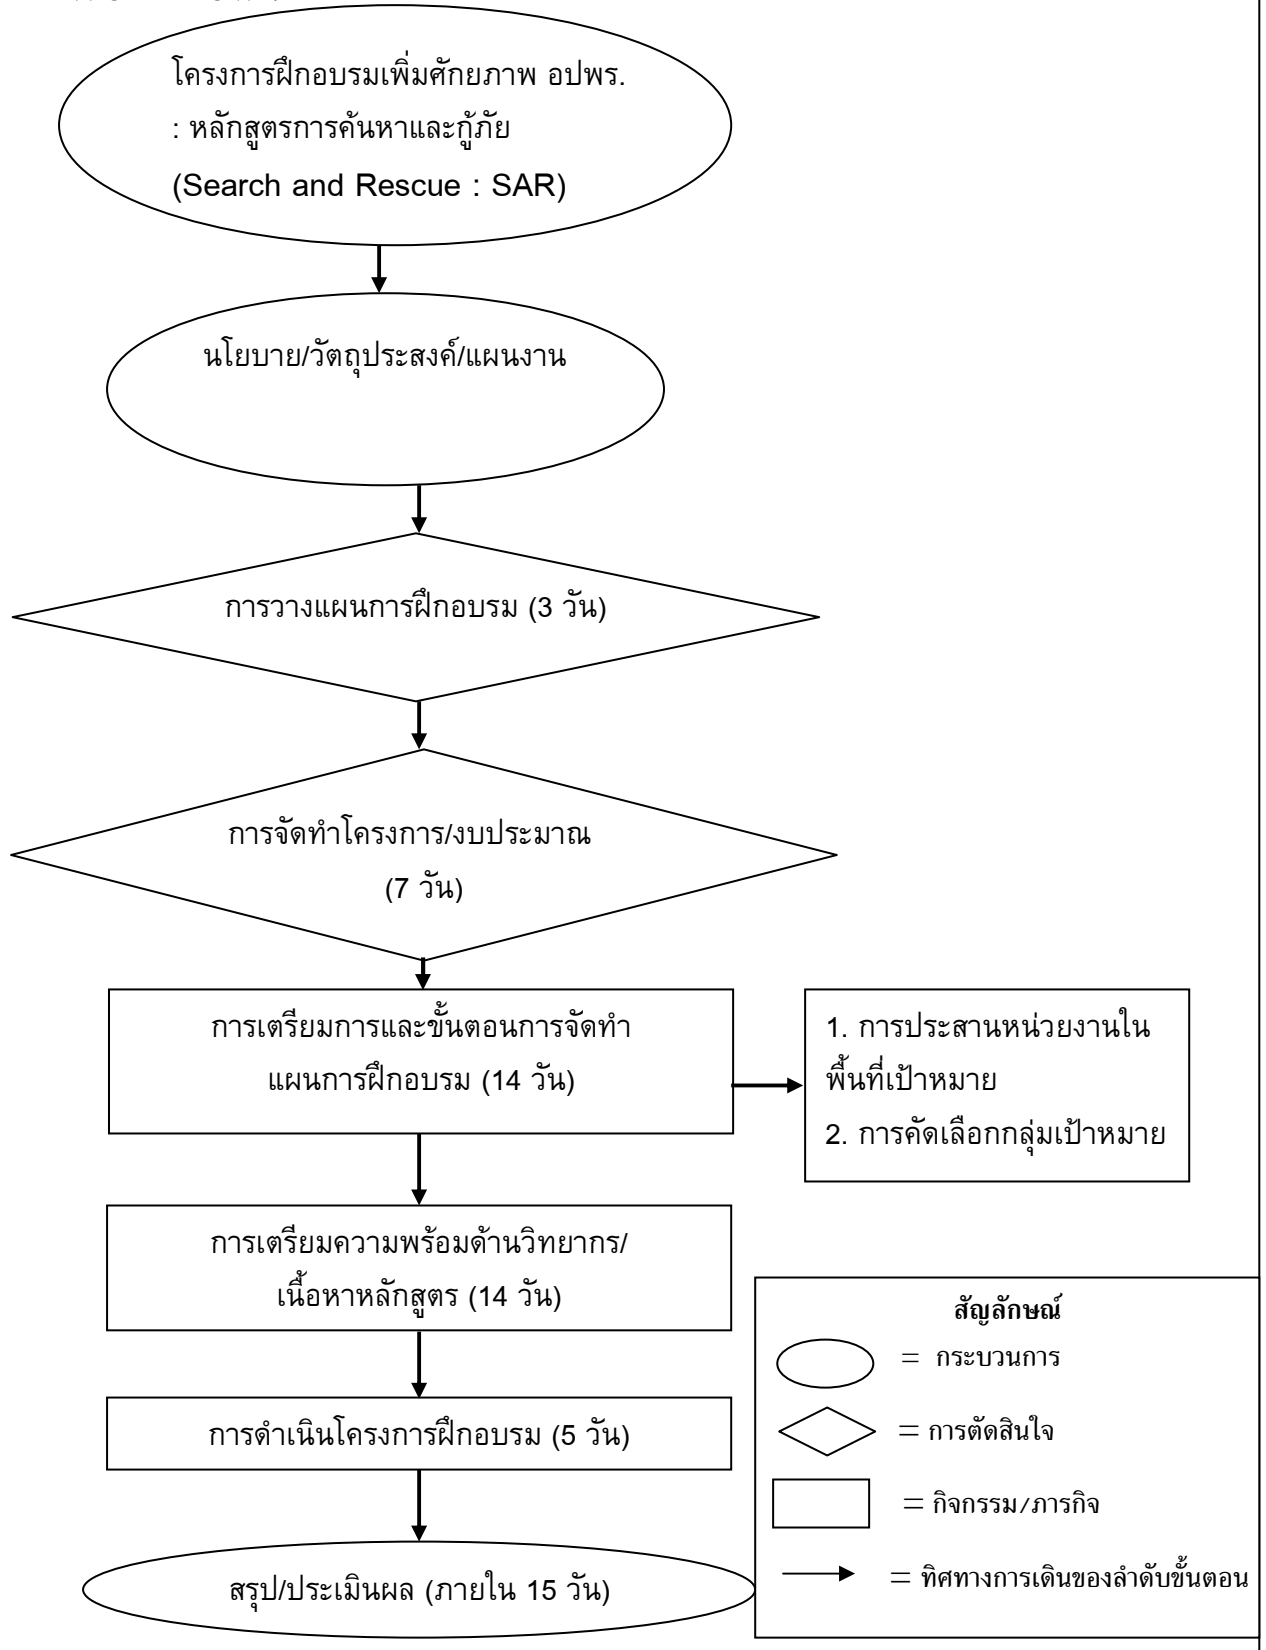 โครงการฝึกอบรมเพิ่มศักยภาพ อปพร.
: หลักสูตรการค้นหาและกู้ภัย
(Search and Rescue : SAR)
นโยบาย/วัตถุประสงค์/แผนงาน
การวางแผนการฝึกอบรม (3 วัน)
การจัดทำโครงการ/งบประมาณ
(7 วัน)
การเตรียมการและขั้นตอนการจัดทำ
แผนการฝึกอบรม (14 วัน)
1. การประสานหน่วยงานใน
พื้นที่เป้าหมาย
2. การคัดเลือกกลุ่มเป้าหมาย
การเตรียมความพร้อมด้านวิทยากร/
เนื้อหาหลักสูตร (14 วัน)
การดำเนินโครงการฝึกอบรม (5 วัน)
สรุป/ประเมินผล (ภายใน 15 วัน)
สัญลักษณ์
= กระบวนการ
= การตัดสินใจ
= กิจกรรม/ภารกิจ
= ทิศทางการเดินของลำดับขั้นตอน